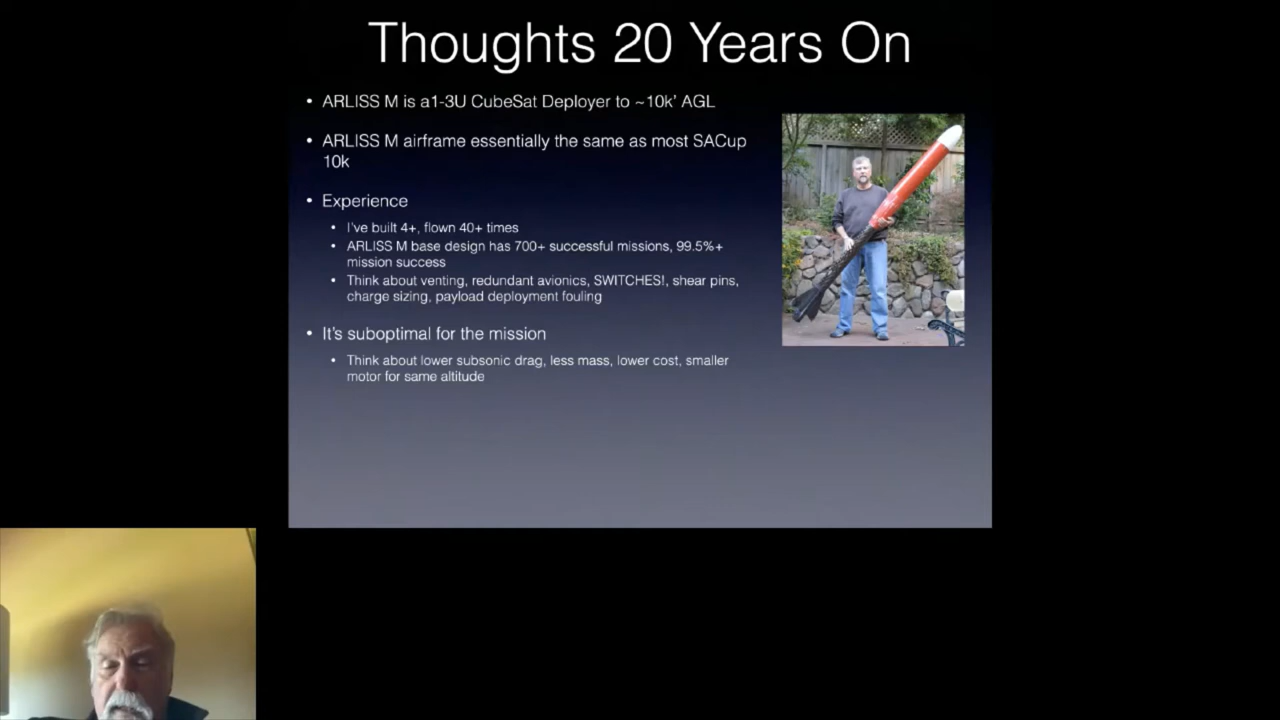 Thoughts 20 Years On
• ARLISS M is a1-3U CubeSat Deployer to ~10k' AGL
• ARLISS M airframe essentially the same as most SACup
10k
• Experience
• I've built 4+, flown 40+ times
• ARLISS M base design has 700+ successful missions, 99.5%+
mission success
• Think about venting, redundant avionics, SWITCHES!, shear pins,
charge sizing, payload deployment fouling
• It's suboptimal for the mission
• Think about lower subsonic drag, less mass, lower cost, smaller
motor for same altitude